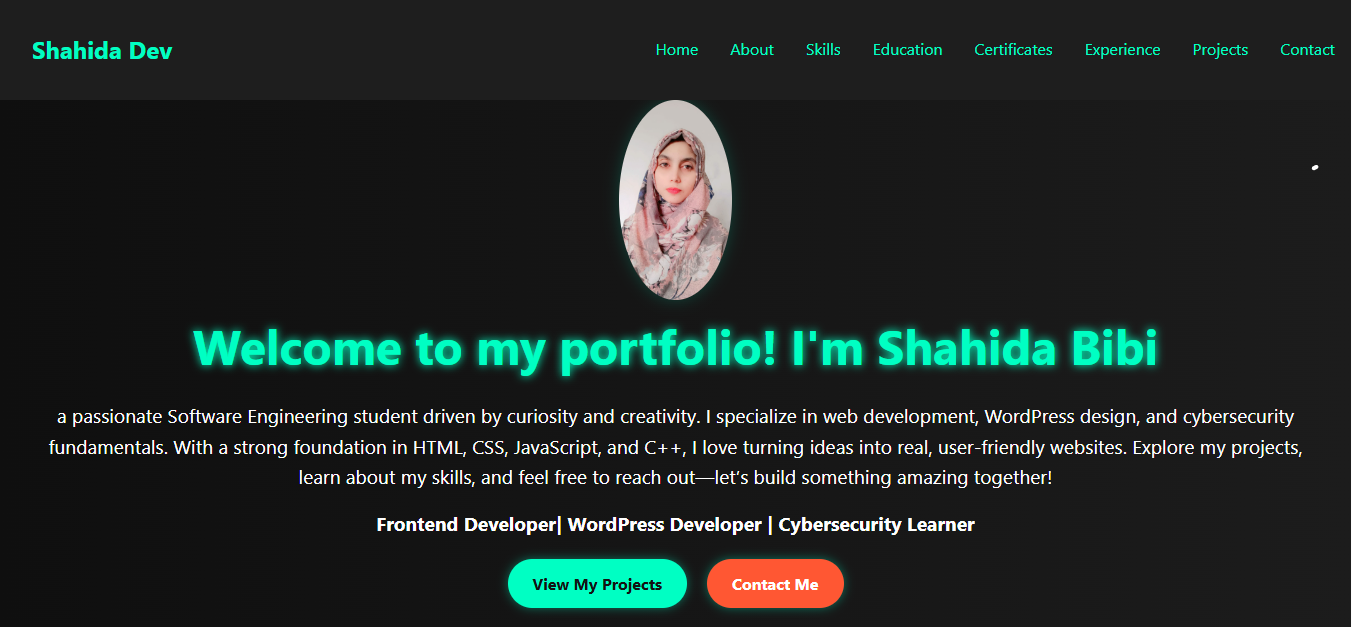 Shahida Dev
Home About Skills Education Certificates Experience Projects Contact
Welcome to my portfolio! I'm Shahida Bibi
a passionate Software Engineering student driven by curiosity and creativity. I specialize in web development, WordPress design, and cybersecurity
fundamentals. With a strong foundation in HTML, CSS, JavaScript, and C++, I love turning ideas into real, user-friendly websites. Explore my projects,
learn about my skills, and feel free to reach out—let’s build something amazing together!
Frontend Developer| WordPress Developer | Cybersecurity Learner
View My Projects Contact Me